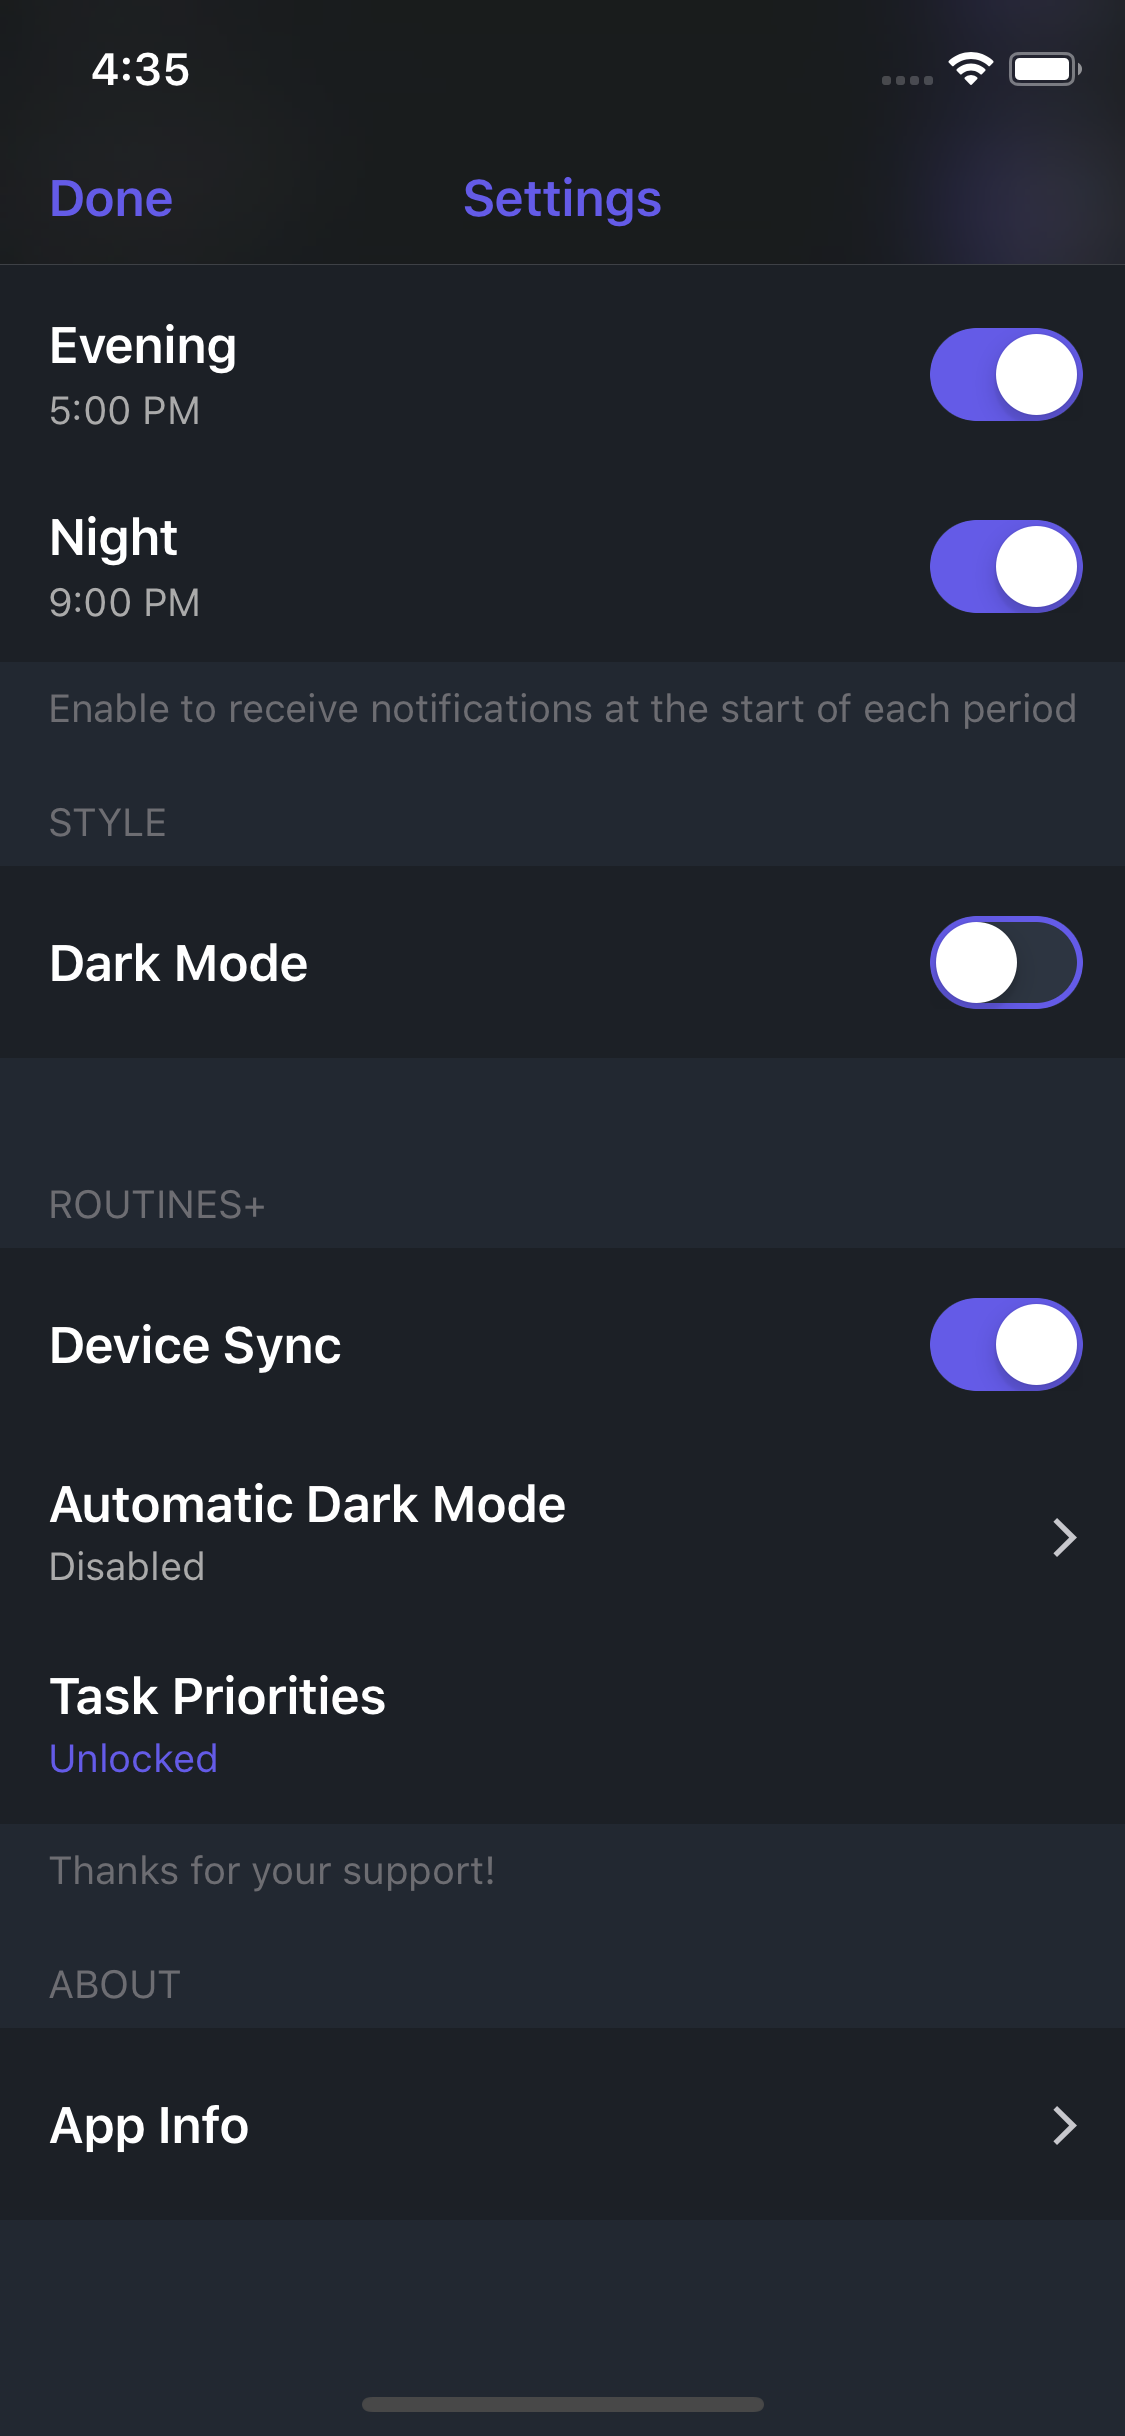 4:35
Done
Settings
Evening
5:00 PM
Night
9:00 PM
Enable to receive notifications at the start of each period
STYLE
Dark Mode
ROUTINES+
Device Sync
Automatic Dark Mode
Disabled
Task Priorities
Unlocked
Thanks for your support!
ABOUT
App Info